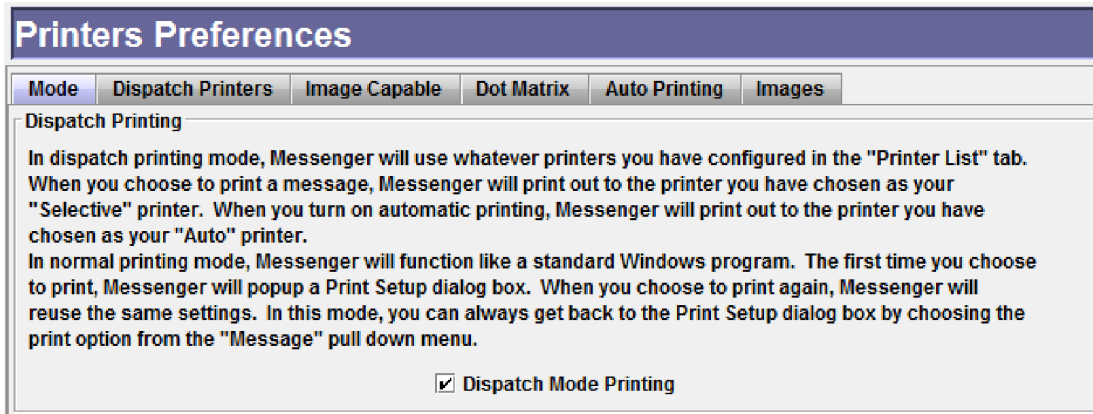 Printers Preferences
Mode Dispatch Printers Image Capable Dot Matrix Auto Printing Images
Dispatch Printing
In dispatch printing mode, Messenger will use whatever printers you have configured in the "Printer List" tab.
When you choose to print a message, Messenger will print out to the printer you have chosen as your
"Selective" printer.  When you turn on automatic printing, Messenger will print out to the printer you have
chosen as your "Auto" printer.
In normal printing mode, Messenger will function like a standard Windows program.  The first time you choose
to print, Messenger will popup a Print Setup dialog box.  When you choose to print again, Messenger will
reuse the same settings.  In this mode, you can always get back to the Print Setup dialog box by choosing the
print option from the "Message" pull down menu.
Dispatch Mode Printing